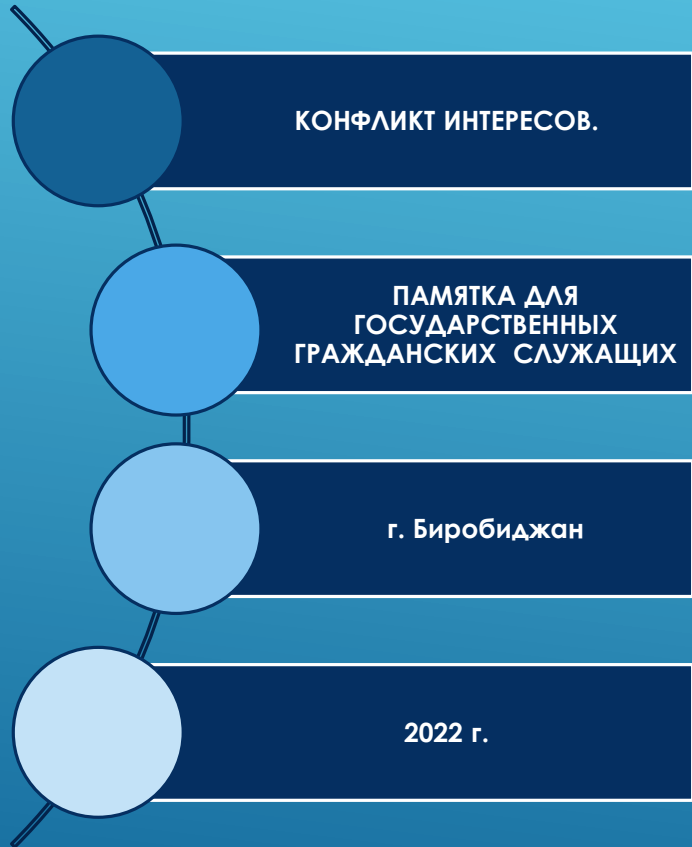 КОНФЛИКТ ИНТЕРЕСОВ.
ПАМЯТКА ДЛЯ
ГОСУДАРСТВЕННЫХ
ГРАЖДАНСКИХ СЛУЖАЩИХ
г. Биробиджан
2022 г.